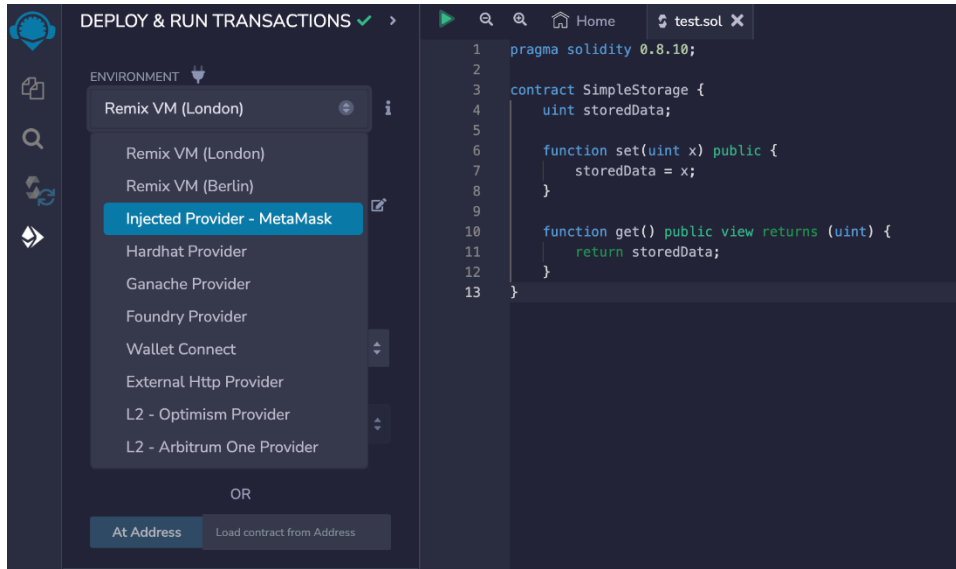 DEPLOY & RUN TRANSACTIONS
ENVIRONMENT
Remix VM (London)
i
Remix VM (London)
Remix VM (Berlin)
Injected Provider - MetaMask
Hardhat Provider
Ganache Provider
Foundry Provider
Wallet Connect
External Http Provider
L2 - Optimism Provider
L2 - Arbitrum One Provider
OR
At Address
Load contract from Address
Home
test.sol
1 pragma solidity 0.8.10;
2
3 contract SimpleStorage {
4 uint storedData;
5
6 function set(uint x) public {
7 storedData = x;
8 }
9
10 function get() public view returns (uint) {
11 return storedData;
12 }
13 }